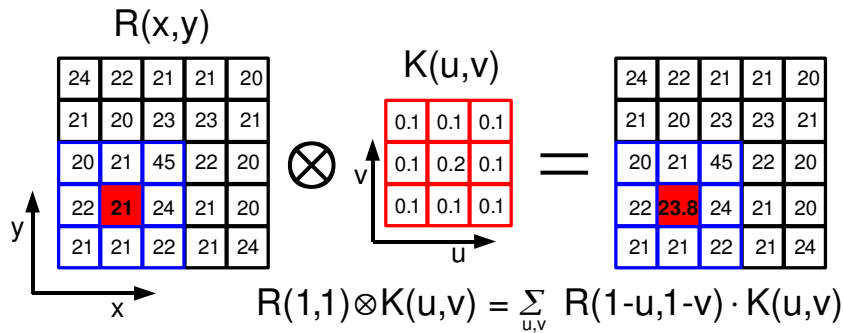 R(x,y)
K(u,v)
24 22 21 21 20
21 20 23 23 21
20 21 45 22 20
22 21 24 21 20
21 21 22 21 24
y
x
⊗
0.1 0.1 0.1
0.1 0.2 0.1
0.1 0.1 0.1
v
u
=
24 22 21 21 20
21 20 23 23 21
20 21 45 22 20
22 23.8 24 21 20
21 21 22 21 24
R(1,1)⊗K(u,v) = Σ R(1-u,1-v) · K(u,v)
u,v